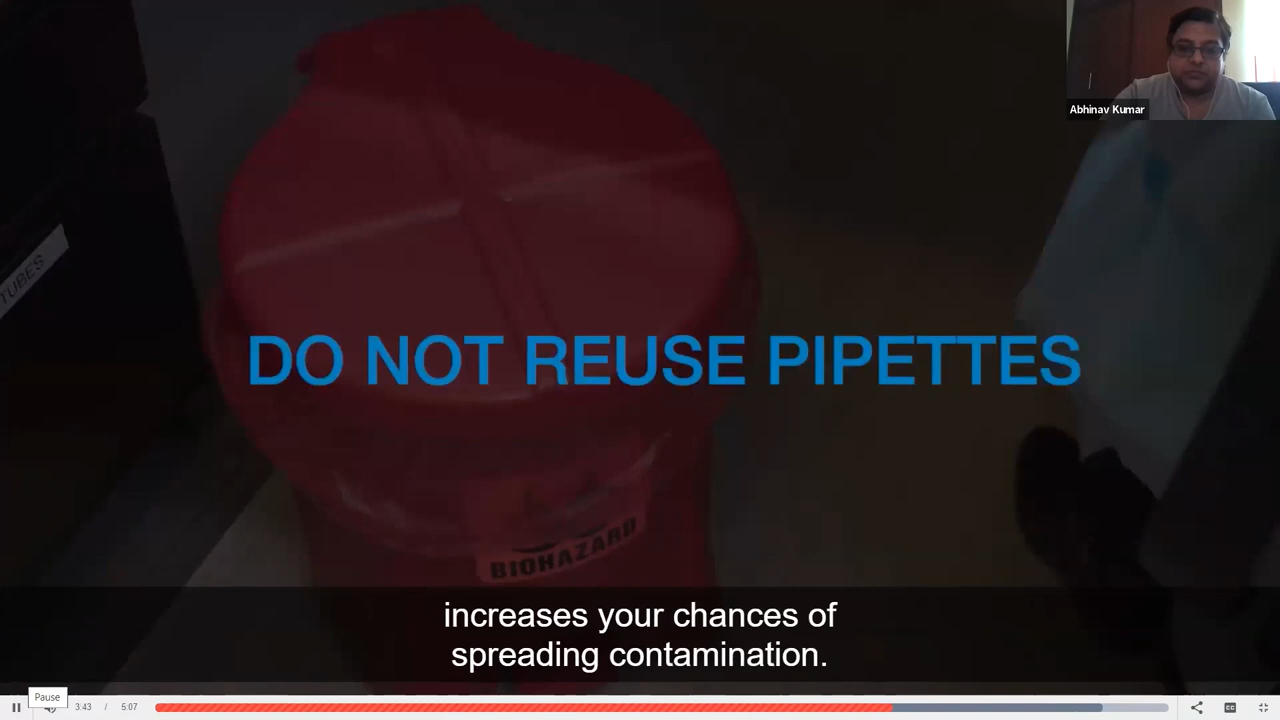 Abhinav Kumar
TUBES
DO NOT REUSE PIPETTES
BIOHAZARD
increases your chances of
spreading contamination.
Pause
3:43 / 5:07
CC